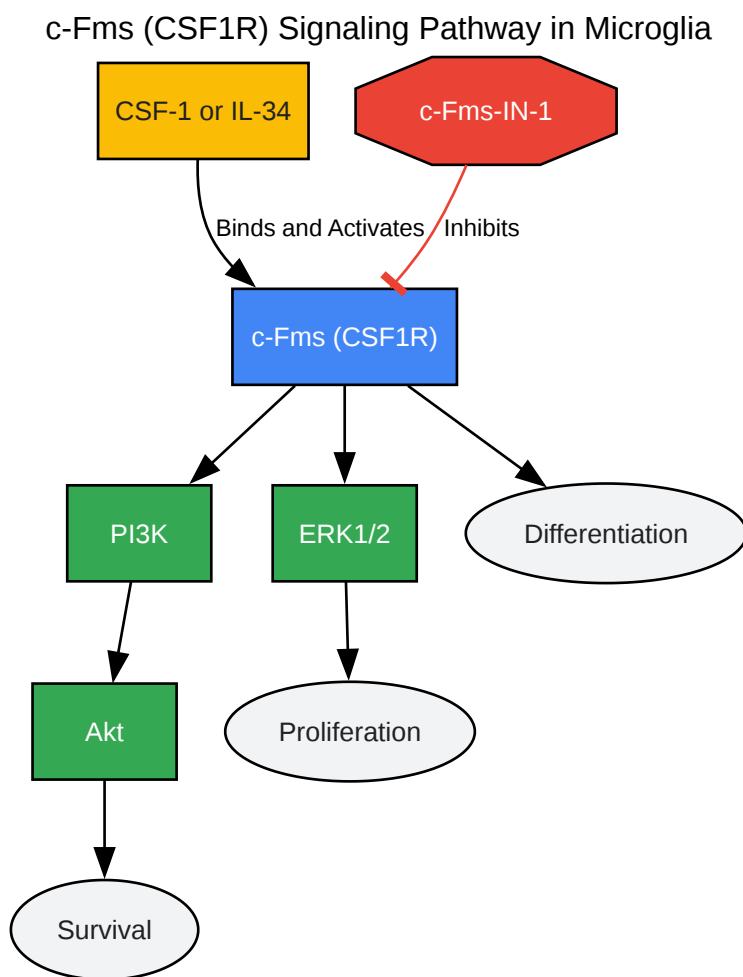 c-Fms (CSF1R) Signaling Pathway in Microglia
CSF-1 or IL-34
c-Fms-IN-1
Binds and Activates
Inhibits
c-Fms (CSF1R)
PI3K
ERK1/2
Differentiation
Akt
Proliferation
Survival